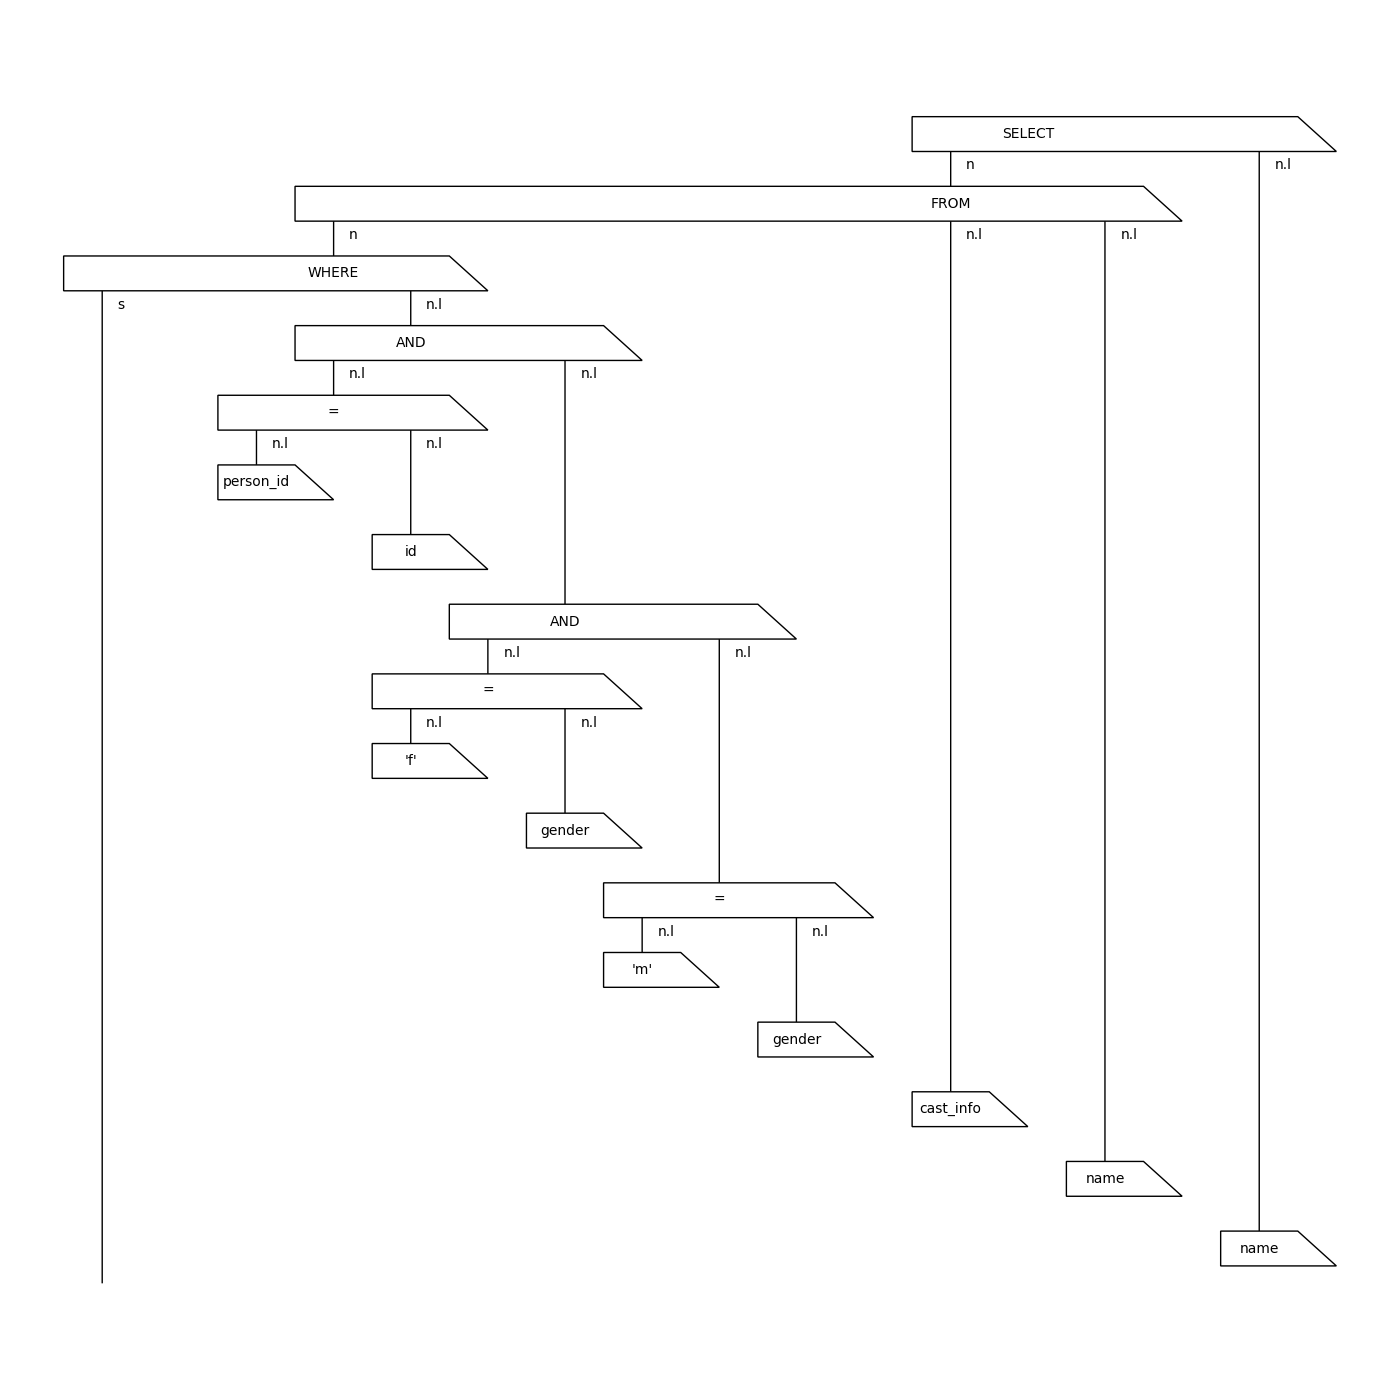 SELECT
n n.l
FROM
n n.l n.l
WHERE
s n.l
AND
n.l n.l
=
n.l n.l
person_id
id
AND
n.l n.l
=
n.l n.l
'f'
gender
=
n.l n.l
'm'
gender
cast_info
name
name